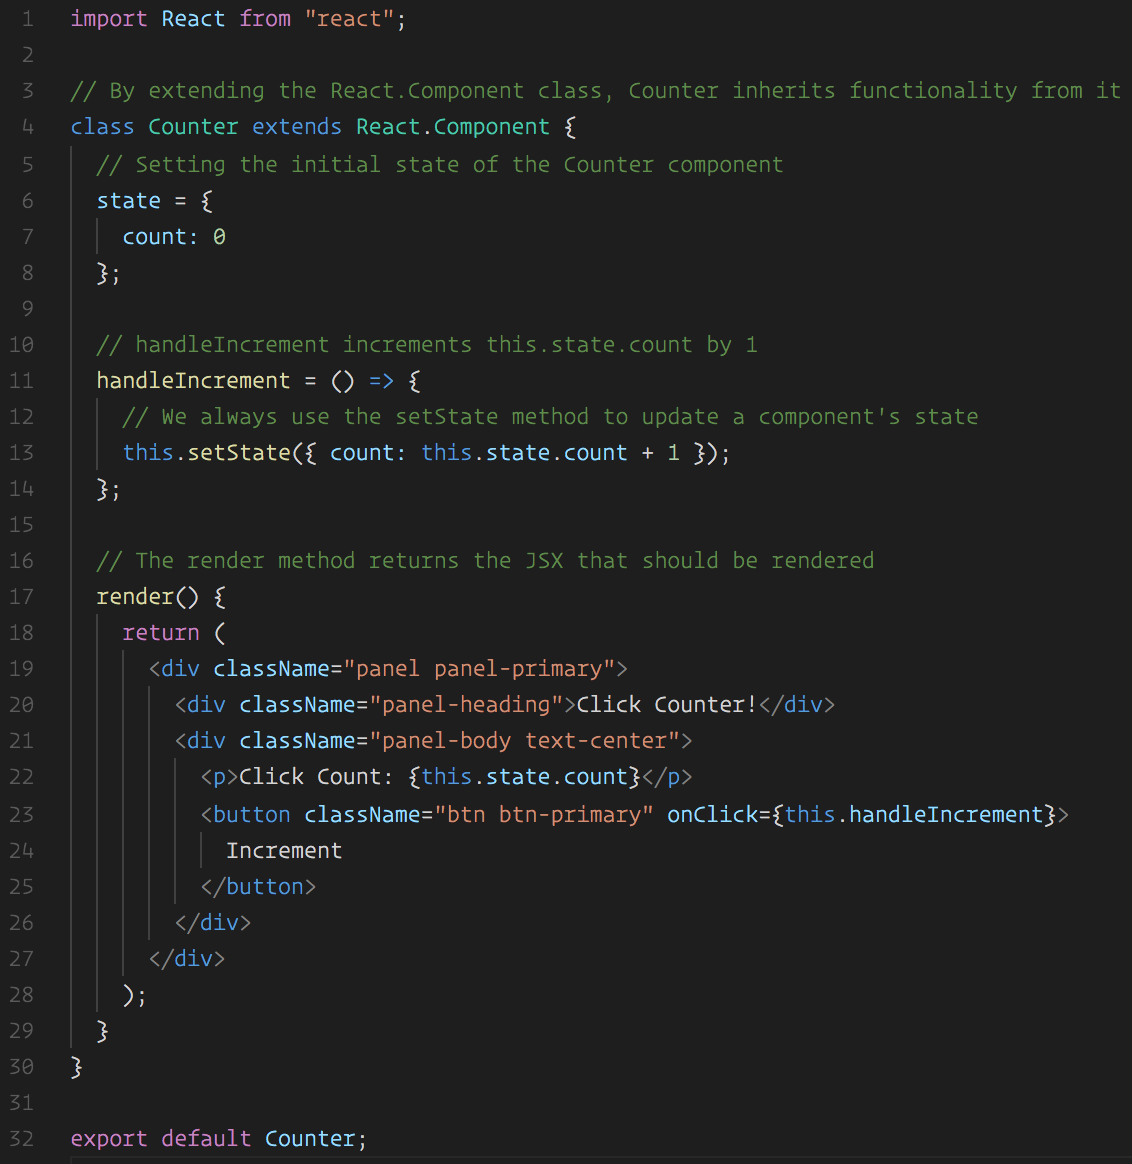 1 import React from "react";
2
3 // By extending the React.Component class, Counter inherits functionality from it
4 class Counter extends React.Component {
5   // Setting the initial state of the Counter component
6   state = {
7     count: 0
8   };
9
10   // handleIncrement increments this.state.count by 1
11   handleIncrement = () => {
12     // We always use the setState method to update a component's state
13     this.setState({ count: this.state.count + 1 });
14   };
15
16   // The render method returns the JSX that should be rendered
17   render() {
18     return (
19       <div className="panel panel-primary">
20         <div className="panel-heading">Click Counter!</div>
21         <div className="panel-body text-center">
22           <p>Click Count: {this.state.count}</p>
23           <button className="btn btn-primary" onClick={this.handleIncrement}>
24             Increment
25           </button>
26         </div>
27       </div>
28     );
29   }
30 }
31
32 export default Counter;